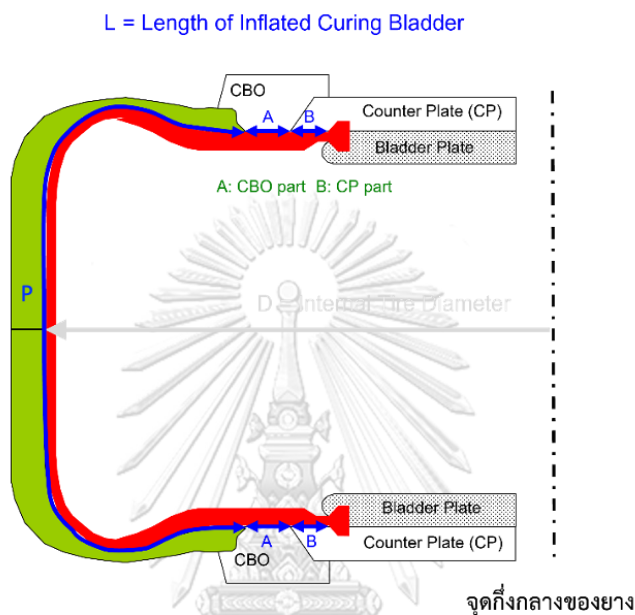 L = Length of Inflated Curing Bladder
CBO
A
B
Counter Plate (CP)
Bladder Plate
A: CBO part B: CP part
P
D = Internal Tire Diameter
Bladder Plate
A
B
Counter Plate (CP)
CBO
จุดกึ่งกลางของยาง